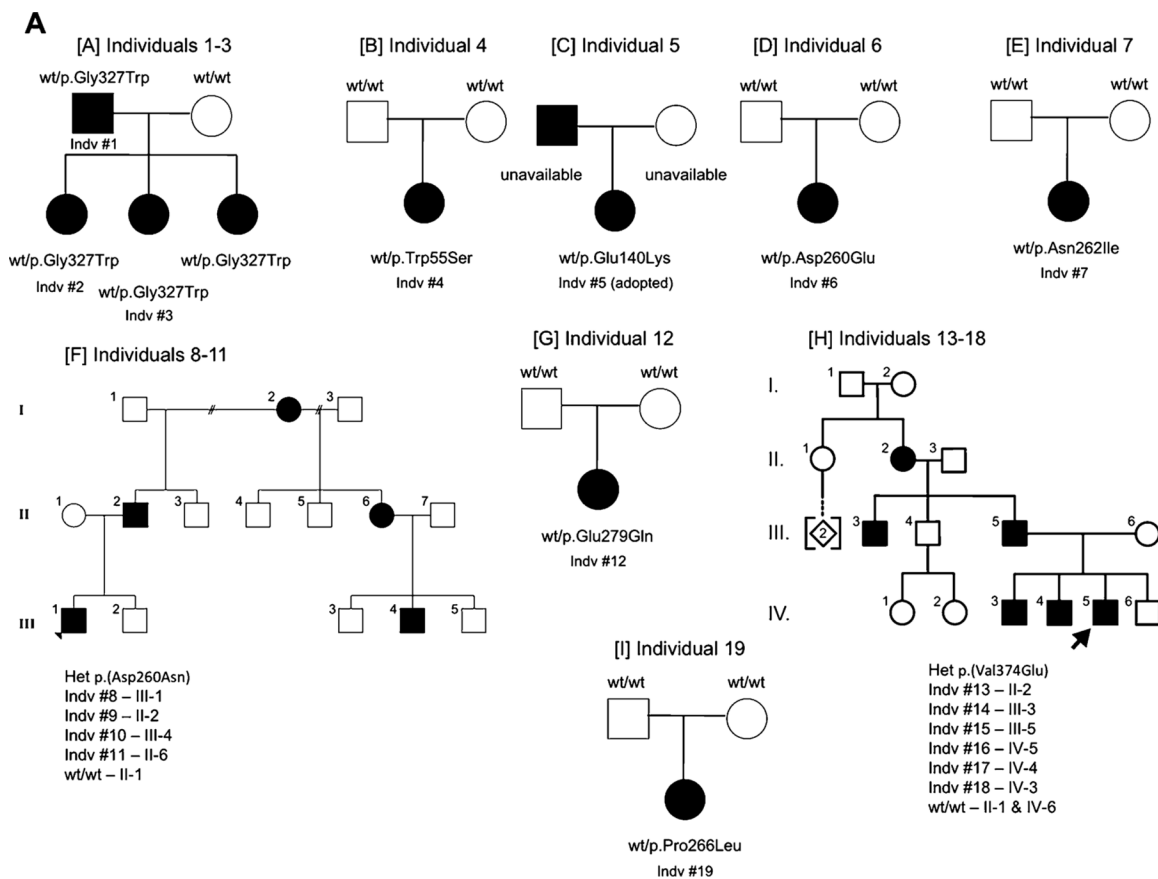 A
[A] Individuals 1-3
wt/p.Gly327Trp
wt/wt
Indv #1
wt/p.Gly327Trp
wt/p.Gly327Trp
Indv #2
wt/p.Gly327Trp
Indv #3
[B] Individual 4
wt/wt
wt/wt
wt/p.Trp55Ser
Indv #4
[C] Individual 5
unavailable
unavailable
wt/p.Glu140Lys
Indv #5 (adopted)
[D] Individual 6
wt/wt
wt/wt
wt/p.Asp260Glu
Indv #6
[E] Individual 7
wt/wt
wt/wt
wt/p.Asn262Ile
Indv #7
[F] Individuals 8-11
I
1
2
3
II
1
2
3
4
5
6
7
III
1
2
3
4
5
Het p.(Asp260Asn)
Indv #8 – III-1
Indv #9 – II-2
Indv #10 – III-4
Indv #11 – II-6
wt/wt – II-1
[G] Individual 12
wt/wt
wt/wt
wt/p.Glu279Gln
Indv #12
[H] Individuals 13-18
I.
1
2
II.
1
2
3
III.
2
3
4
5
6
IV.
1
2
3
4
5
6
Het p.(Val374Glu)
Indv #13 – II-2
Indv #14 – III-3
Indv #15 – III-5
Indv #16 – IV-5
Indv #17 – IV-4
Indv #18 – IV-3
wt/wt – II-1 & IV-6
[I] Individual 19
wt/wt
wt/wt
wt/p.Pro266Leu
Indv #19